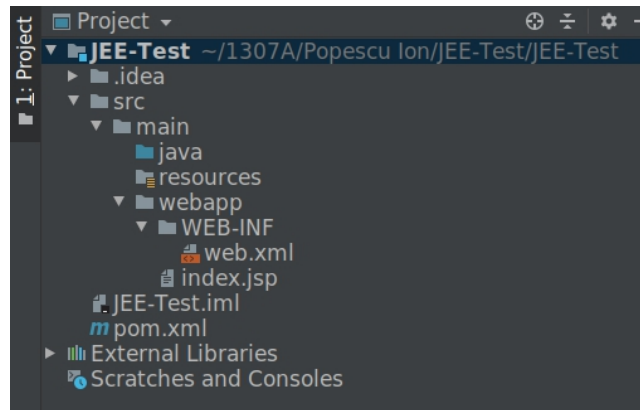 1: Project
Project
JEE-Test ~/1307A/Popescu Ion/JEE-Test/JEE-Test
.idea
src
main
java
resources
webapp
WEB-INF
web.xml
index.jsp
JEE-Test.iml
m pom.xml
External Libraries
Scratches and Consoles